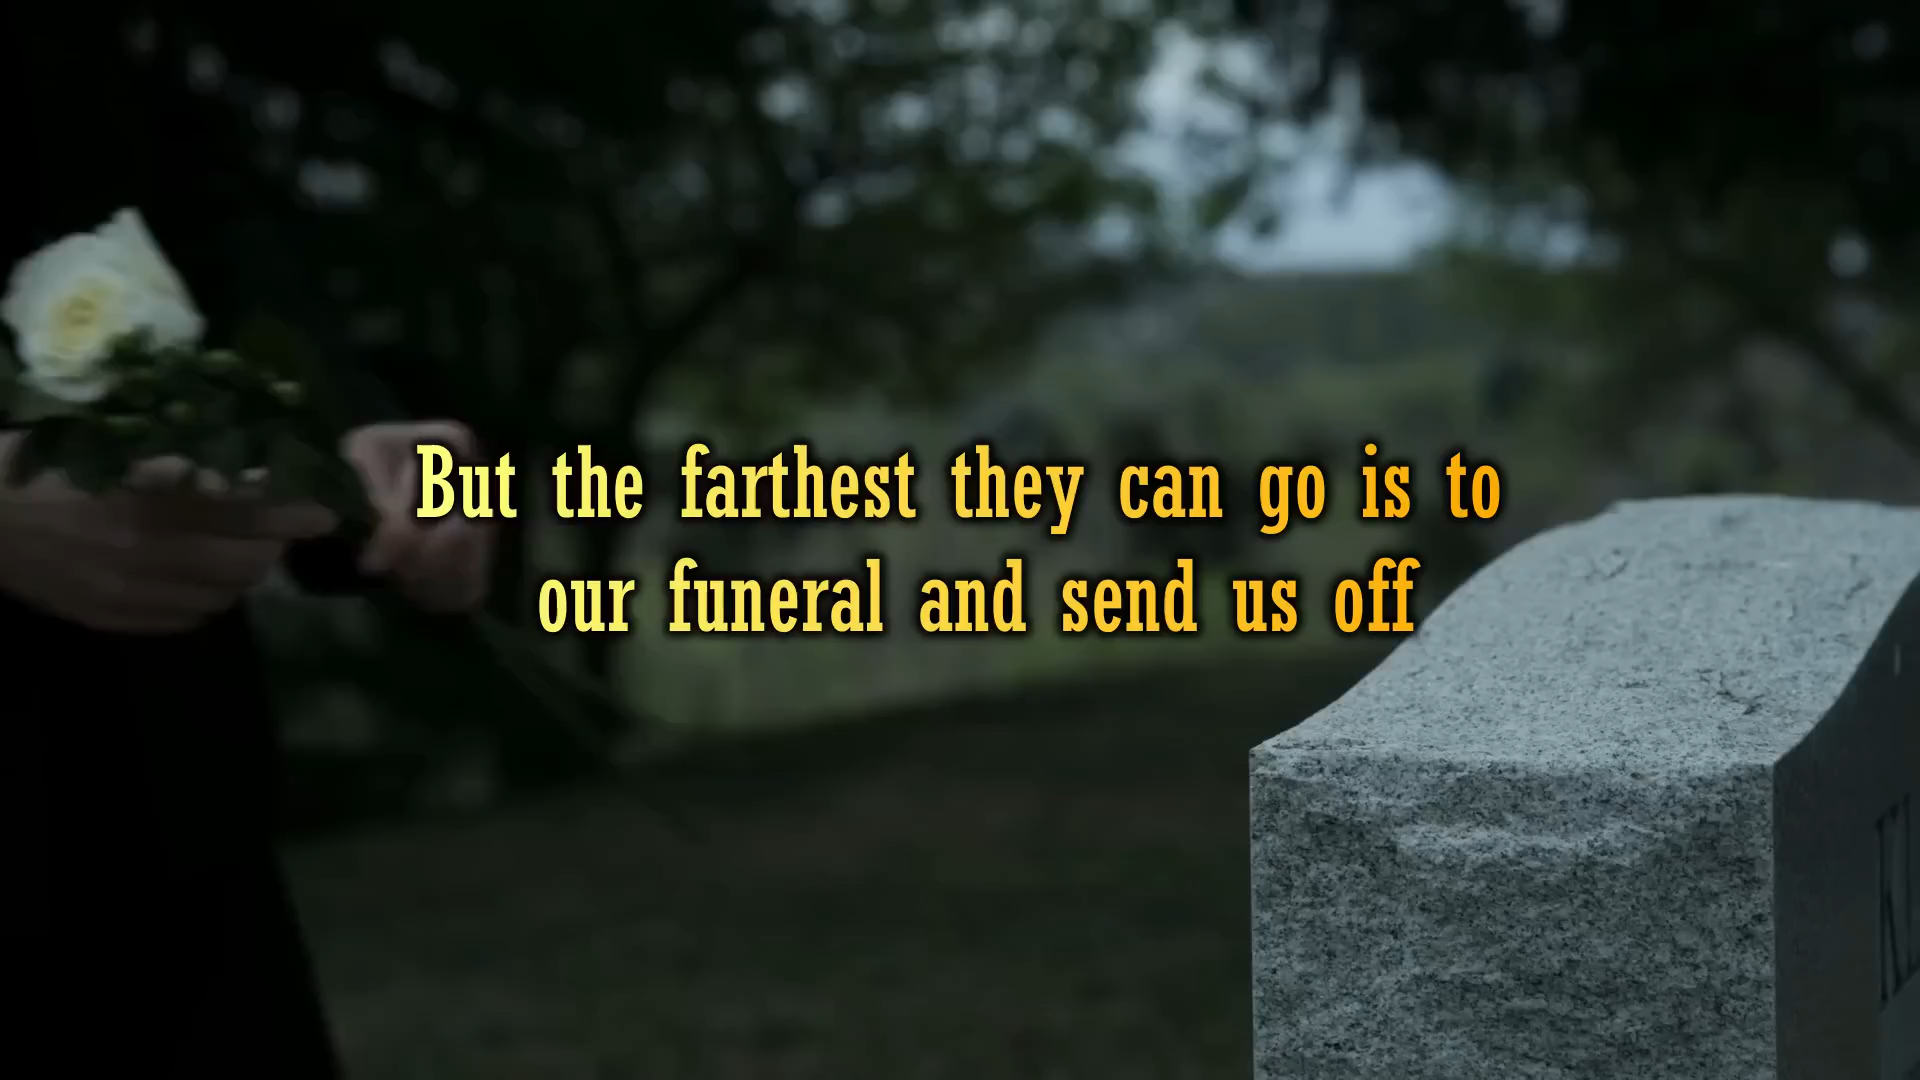 But the farthest they can go is to
our funeral and send us off